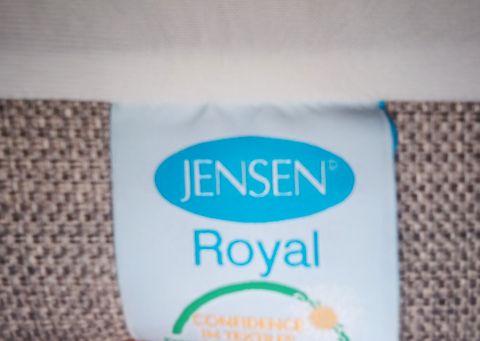 JENSEN
Royal
CONFIDENCE
IN TEXTILES